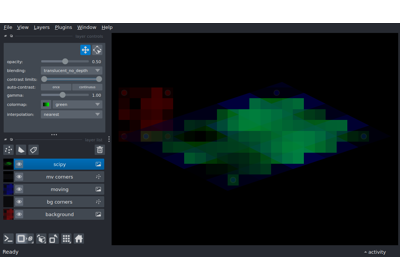 File View Layers Plugins Window Help
opacity: 0.50
blending: translucent_no_depth
contrast limits:
auto-contrast: once continuous
gamma: 1.00
colormap: green
interpolation: nearest
scipy
mv corners
moving
bg corners
background
Ready activity